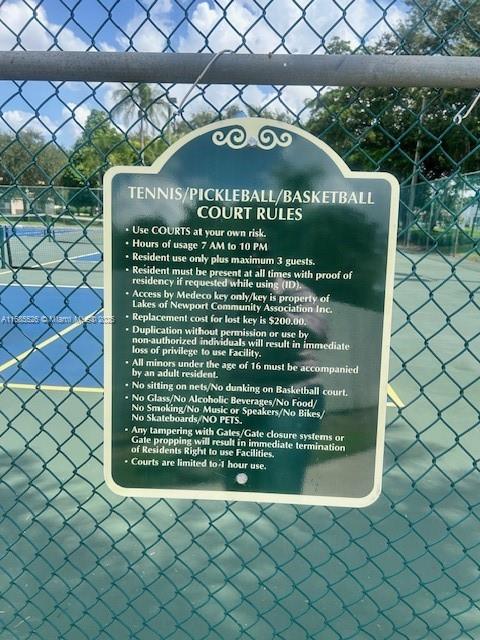 TENNIS/PICKLEBALL/BASKETBALL
COURT RULES
• Use COURTS at your own risk.
• Hours of usage 7 AM to 10 PM
• Resident use only plus maximum 3 guests.
• Resident must be present at all times with proof of
residency if requested while using (ID).
• Access by Medeco key only/key is property of
Lakes of Newport Community Association Inc.
• Replacement cost for lost key is $200.00.
• Duplication without permission or use by
non-authorized individuals will result in immediate
loss of privilege to use Facility.
• All minors under the age of 16 must be accompanied
by an adult resident.
• No sitting on nets/No dunking on Basketball court.
• No Glass/No Alcoholic Beverages/No Food/
No Smoking/No Music or Speakers/No Bikes/
No Skateboards/NO PETS.
• Any tampering with Gates/Gate closure systems or
Gate propping will result in immediate termination
of Residents Right to use Facilities.
• Courts are limited to 1 hour use.